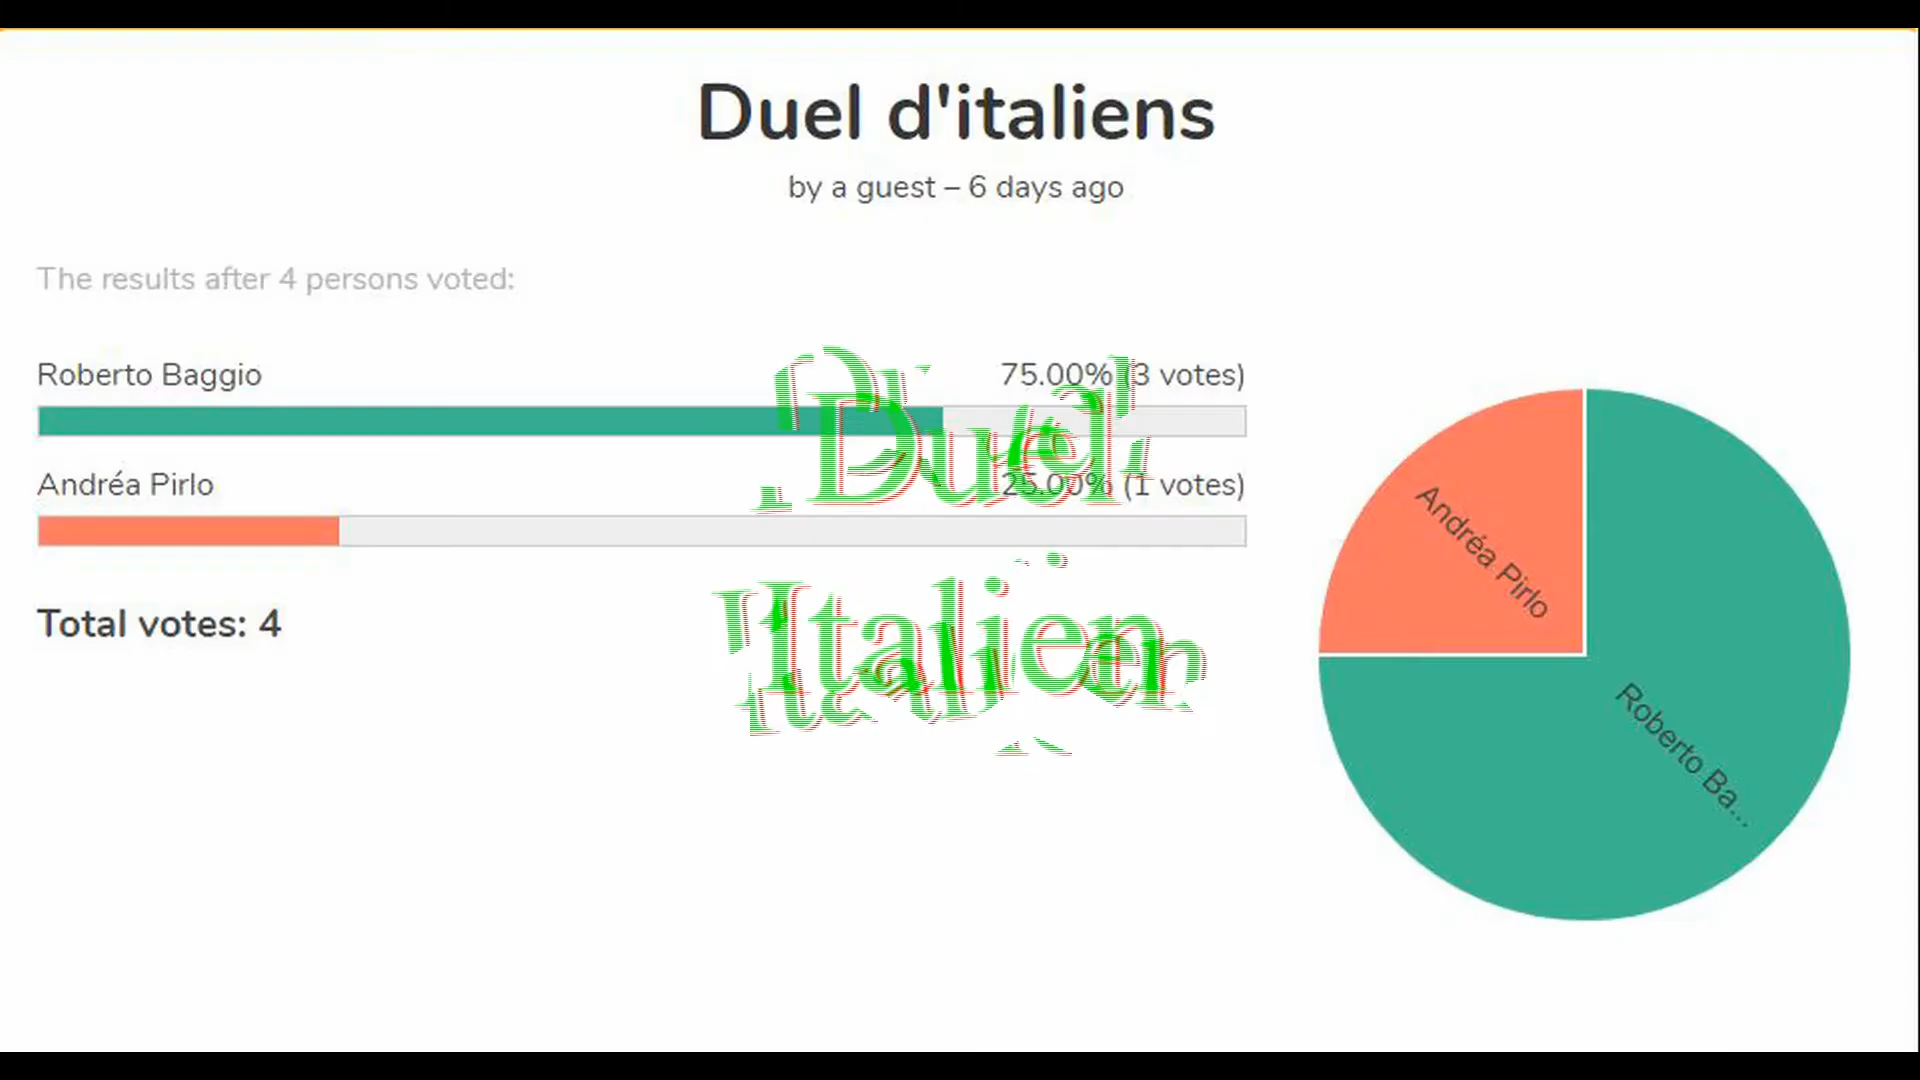 Duel d'italiens
by a guest – 6 days ago
The results after 4 persons voted:
Roberto Baggio 75.00% (3 votes)
Andréa Pirlo 25.00% (1 votes)
Total votes: 4
Andréa Pirlo
Roberto Ba...
Duel
Italien